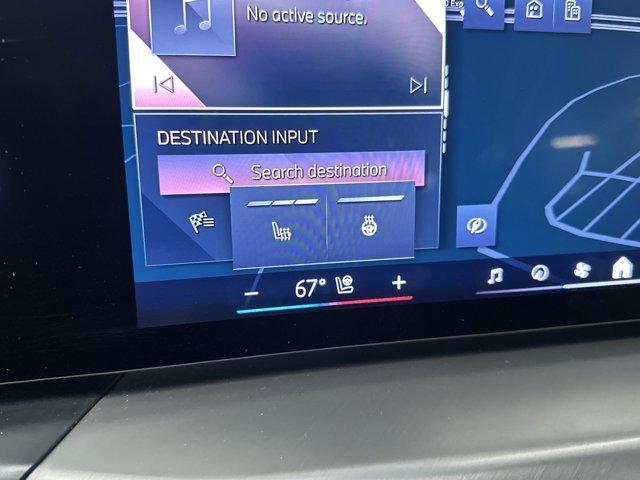 No active source.
DESTINATION INPUT
Search destination
- 67° +